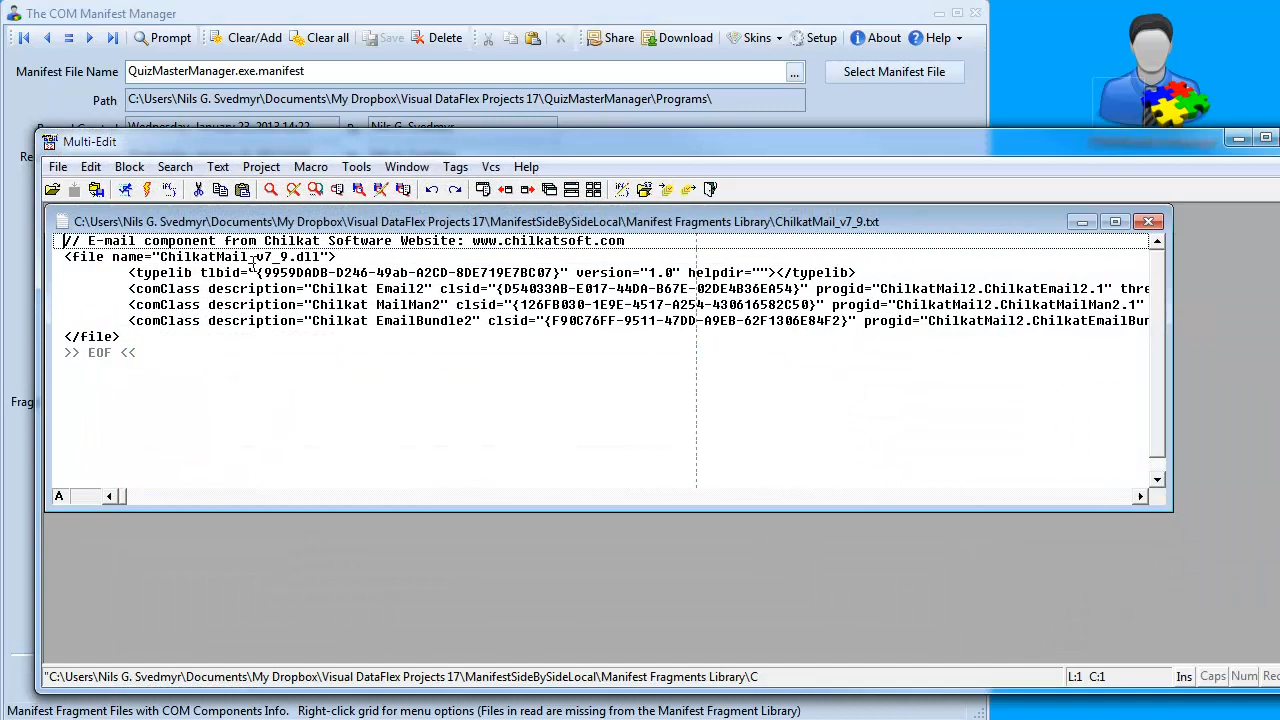 The COM Manifest Manager
Prompt Clear/Add Clear all Save Delete Share Download Skins Setup About Help
Manifest File Name QuizMasterManager.exe.manifest ... Select Manifest File
Path C:\Users\Nils G. Svedmyr\Documents\My Dropbox\Visual DataFlex Projects 17\QuizMasterManager\Programs\
Multi-Edit
File Edit Block Search Text Project Macro Tools Window Tags Vcs Help
C:\Users\Nils G. Svedmyr\Documents\My Dropbox\Visual DataFlex Projects 17\ManifestSideBySideLocal\Manifest Fragments Library\ChilkatMail_v7_9.txt
// E-mail component from Chilkat Software Website: www.chilkatsoft.com
<file name="ChilkatMail_v7_9.dll">
<typelib tlbid="{9959DADB-D246-49ab-A2CD-8DE719E7BC07}" version="1.0" helpdir=""></typelib>
<comClass description="Chilkat Email2" clsid="{D54033AB-E017-44DA-B67E-02DE4B36EA54}" progid="ChilkatMail2.ChilkatEmail2.1" thre
<comClass description="Chilkat MailMan2" clsid="{126FB030-1E9E-4517-A254-430616582C50}" progid="ChilkatMail2.ChilkatMailMan2.1"
<comClass description="Chilkat EmailBundle2" clsid="{F90C76FF-9511-47DD-A9EB-62F1306E84F2}" progid="ChilkatMail2.ChilkatEmailBun
</file>
>> EOF <<
Frag
A
"C:\Users\Nils G. Svedmyr\Documents\My Dropbox\Visual DataFlex Projects 17\ManifestSideBySideLocal\Manifest Fragments Library\C L:1 C:1 Ins Caps Num Rec
Manifest Fragment Files with COM Components Info. Right-click grid for menu options (Files in read are missing from the Manifest Fragment Library)